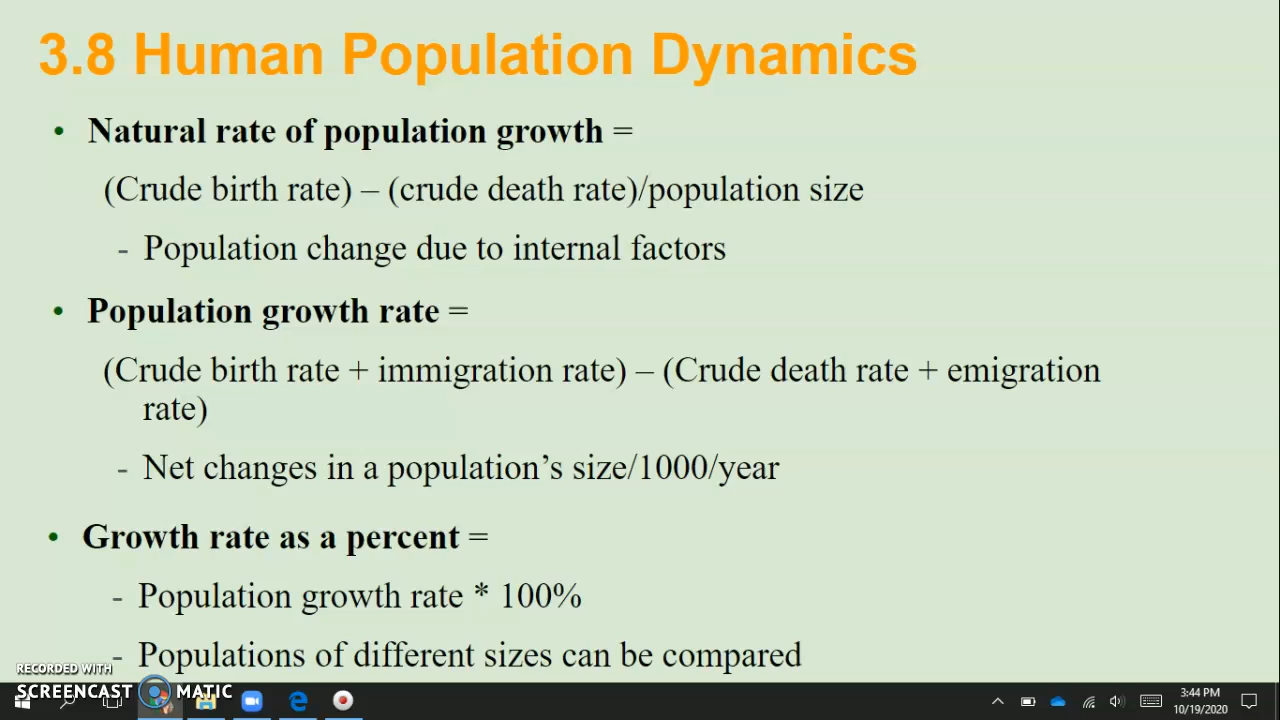 3.8 Human Population Dynamics
• Natural rate of population growth =
(Crude birth rate) – (crude death rate)/population size
- Population change due to internal factors
• Population growth rate =
(Crude birth rate + immigration rate) – (Crude death rate + emigration
rate)
- Net changes in a population’s size/1000/year
• Growth rate as a percent =
- Population growth rate * 100%
- Populations of different sizes can be compared
RECORDED WITH
SCREENCAST MATIC
3:44 PM
10/19/2020